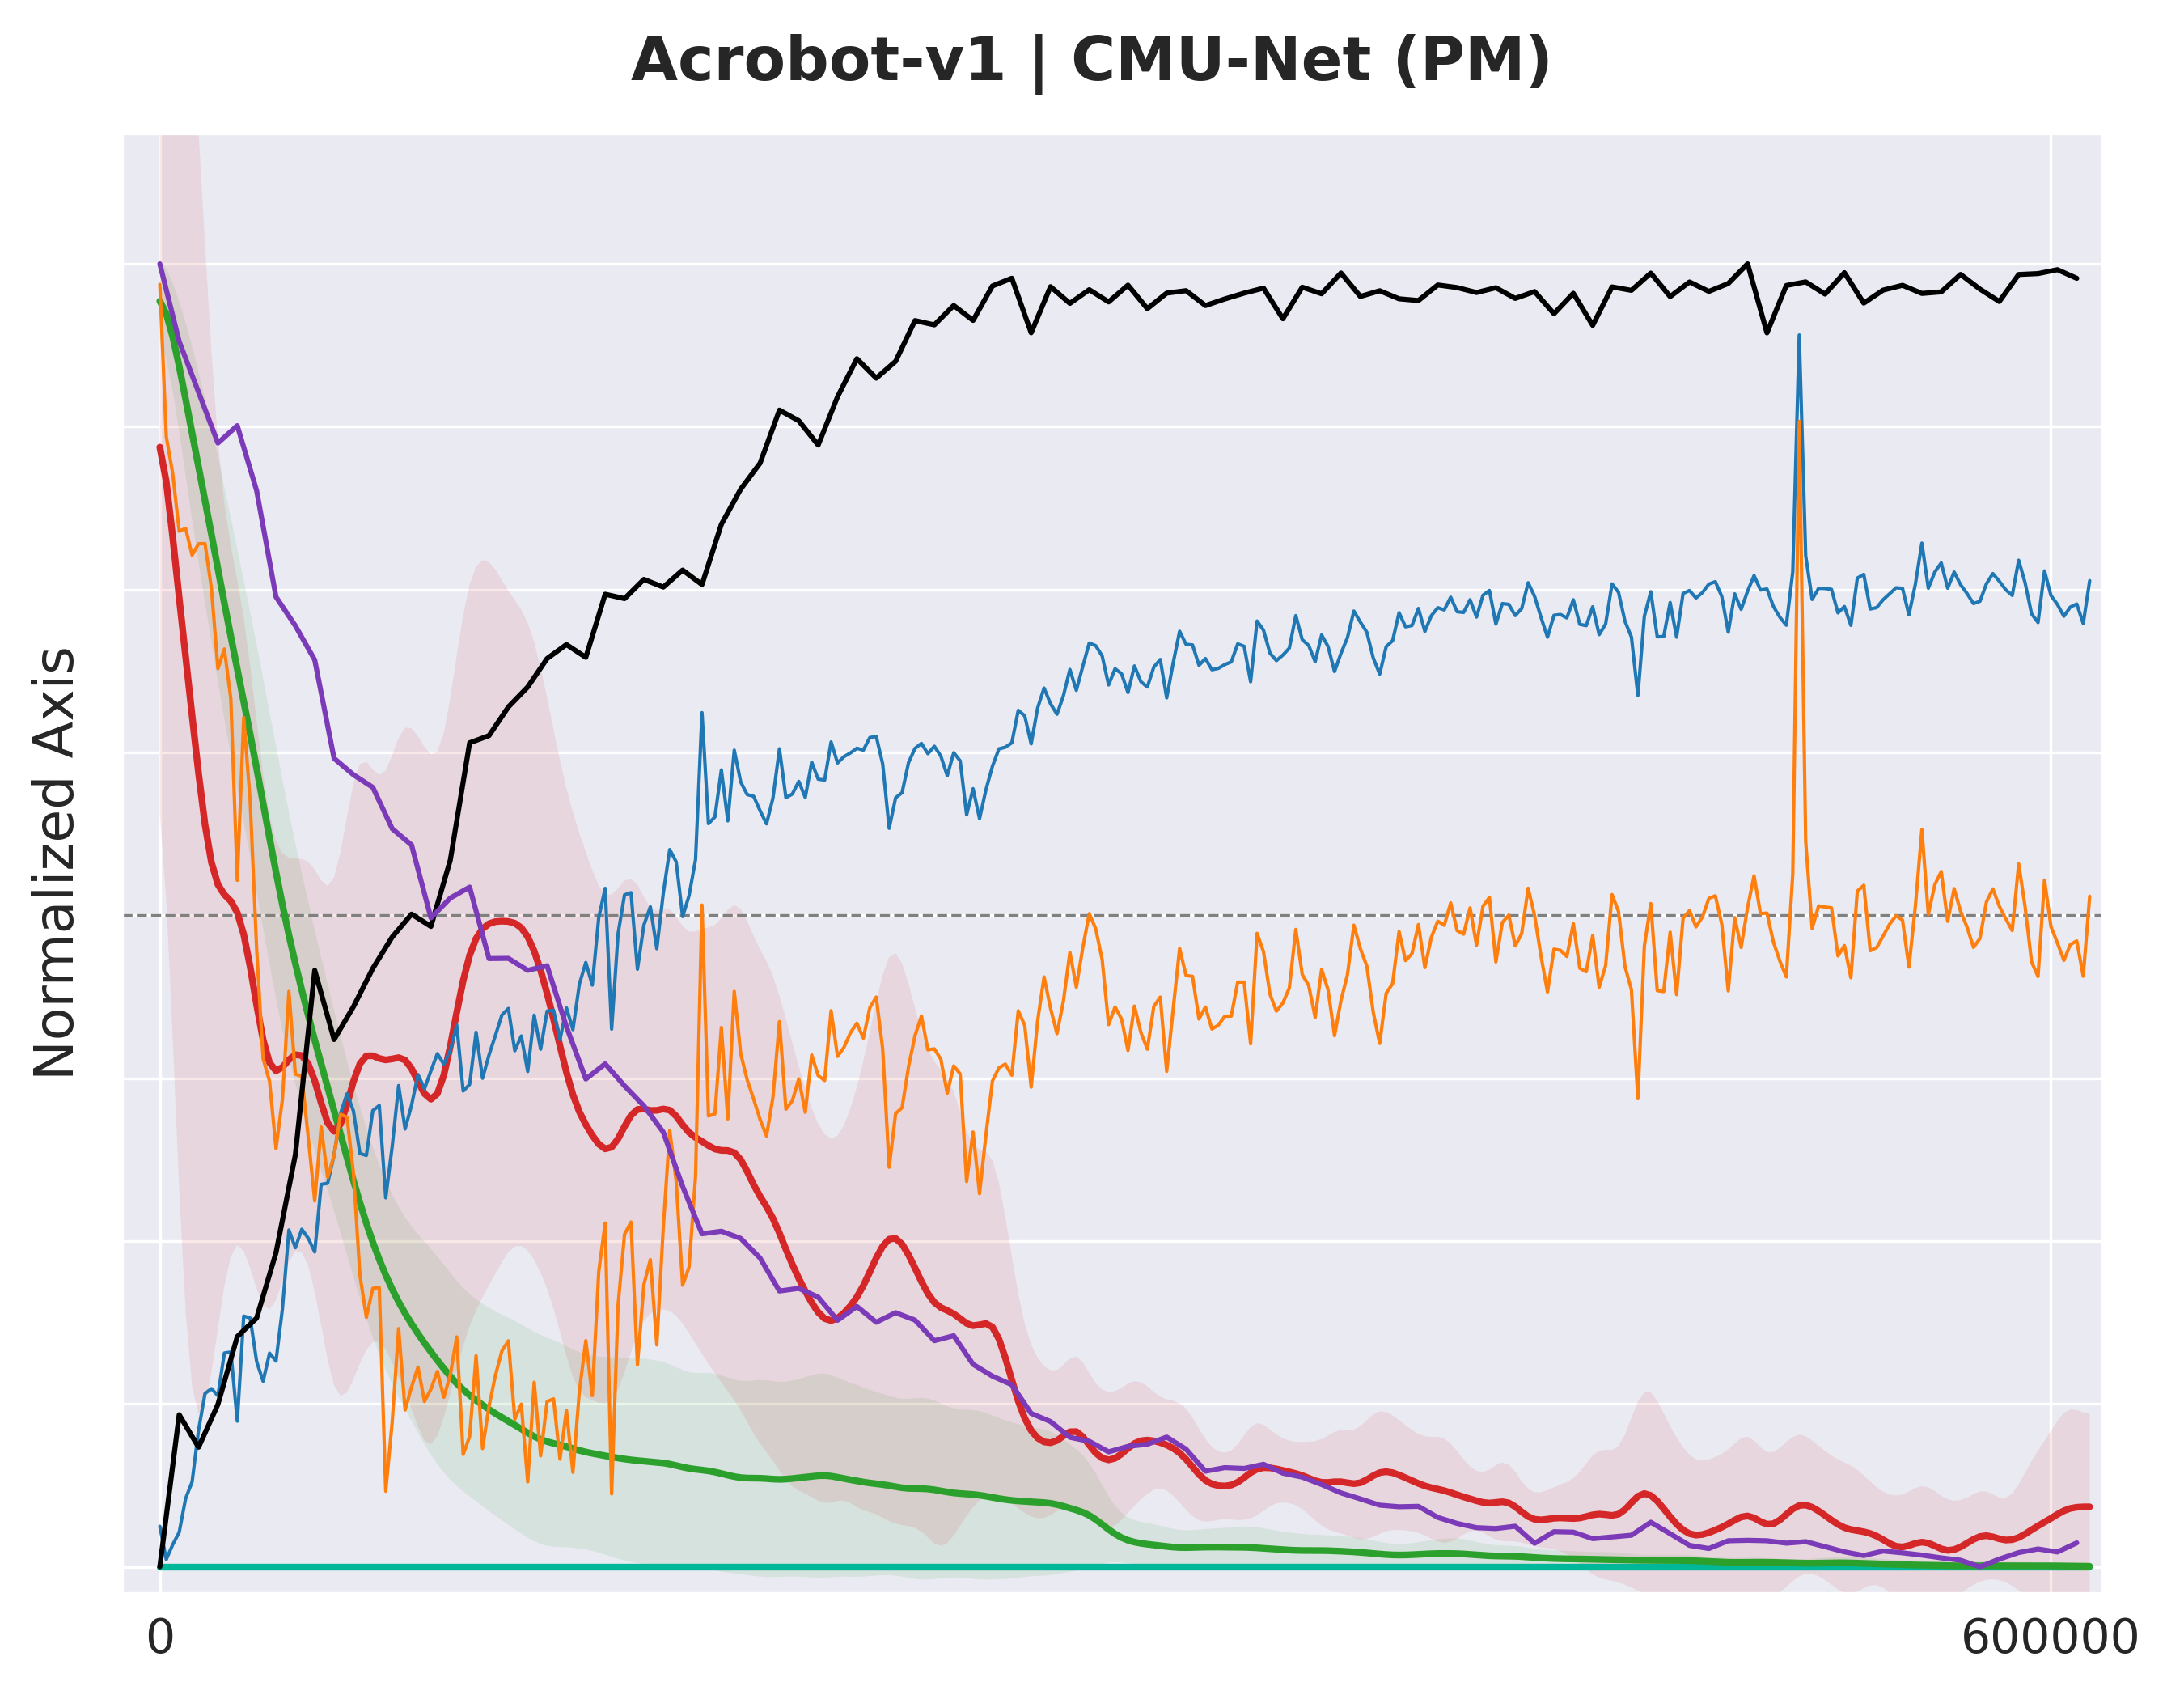 Acrobot-v1 | CMU-Net (PM)
Normalized Axis
0
600000